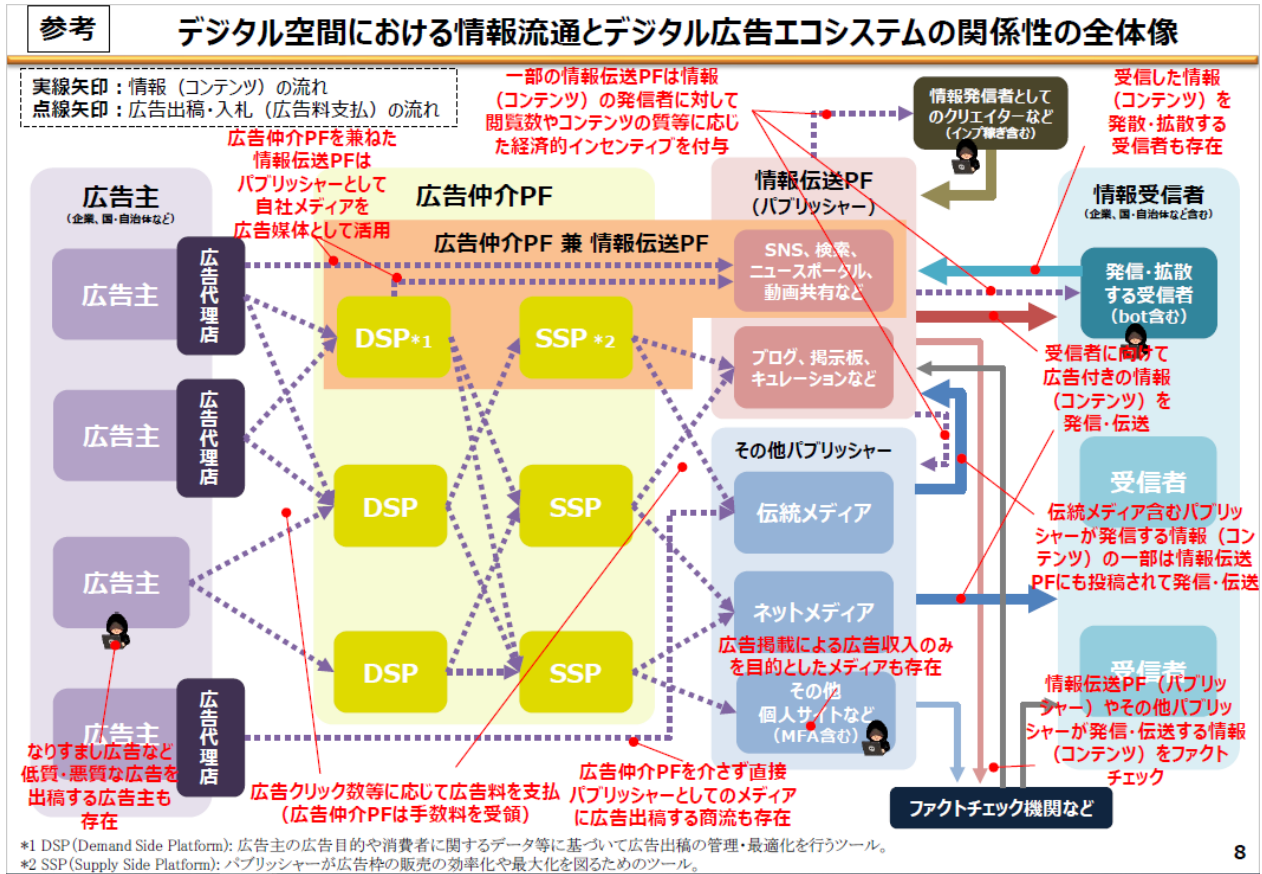 参考
デジタル空間における情報流通とデジタル広告エコシステムの関係性の全体像
実線矢印：情報（コンテンツ）の流れ
点線矢印：広告出稿・入札（広告料支払）の流れ
広告仲介PFを兼ねた
情報伝送PFは
パブリッシャーとして
自社メディアを
広告媒体として活用
一部の情報伝送PFは情報
（コンテンツ）の発信者に対して
閲覧数やコンテンツの質等に応じ
た経済的インセンティブを付与
情報発信者として
のクリエイターなど
（インプ稼ぎ含む）
受信した情報
（コンテンツ）を
発散・拡散する
受信者も存在
広告主
（企業、国・自治体など）
広告主
広告代理店
広告主
広告代理店
広告主
広告主
広告代理店
なりすまし広告など
低質・悪質な広告を
出稿する広告主も
存在
広告仲介PF
広告仲介PF 兼 情報伝送PF
DSP*1
SSP *2
DSP
SSP
DSP
SSP
広告クリック数等に応じて広告料を支払
（広告仲介PFは手数料を受領）
情報伝送PF
（パブリッシャー）
SNS、検索、
ニュースポータル、
動画共有など
ブログ、掲示板、
キュレーションなど
その他パブリッシャー
伝統メディア
ネットメディア
広告掲載による広告収入のみ
を目的としたメディアも存在
その他
個人サイトなど
（MFA含む）
広告仲介PFを介さず直接
パブリッシャーとしてのメディア
に広告出稿する商流も存在
情報受信者
（企業、国・自治体など含む）
発信・拡散
する受信者
（bot含む）
受信者に向けて
広告付きの情報
（コンテンツ）を
発信・伝送
受信者
伝統メディア含むパブリッ
シャーが発信する情報（コン
テンツ）の一部は情報伝送
PFにも投稿されて発信・伝送
受信者
情報伝送PF（パブリッ
シャー）やその他パブリッ
シャーが発信・伝送する情報
（コンテンツ）をファクト
チェック
ファクトチェック機関など
*1 DSP（Demand Side Platform）: 広告主の広告目的や消費者に関するデータ等に基づいて広告出稿の管理・最適化を行うツール。
*2 SSP（Supply Side Platform）: パブリッシャーが広告枠の販売の効率化や最大化を図るためのツール。
8